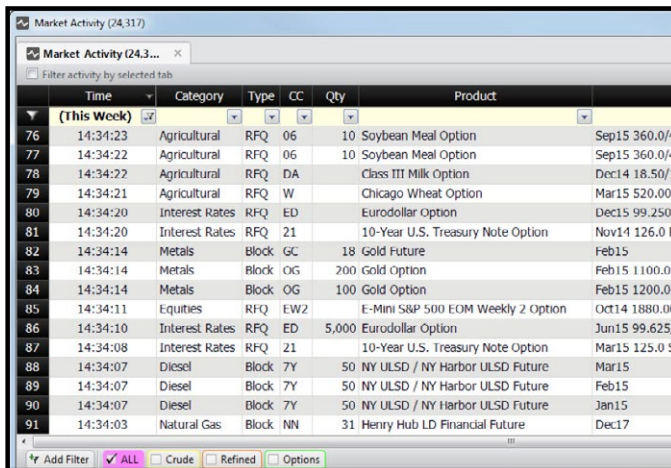 Market Activity (24,317)
Market Activity (24,3... ×
Filter activity by selected tab
Time Category Type CC Qty Product
(This Week)
76 14:34:23 Agricultural RFQ 06 10 Soybean Meal Option Sep15 360.0/
77 14:34:22 Agricultural RFQ 06 10 Soybean Meal Option Sep15 360.0/
78 14:34:22 Agricultural RFQ DA Class III Milk Option Dec14 18.50/
79 14:34:21 Agricultural RFQ W Chicago Wheat Option Mar15 520.00
80 14:34:20 Interest Rates RFQ ED Eurodollar Option Dec15 99.250
81 14:34:20 Interest Rates RFQ 21 10-Year U.S. Treasury Note Option Nov14 126.0
82 14:34:14 Metals Block GC 18 Gold Future Feb15
83 14:34:14 Metals Block OG 200 Gold Option Feb15 1100.0
84 14:34:14 Metals Block OG 100 Gold Option Feb15 1200.0
85 14:34:11 Equities RFQ EW2 E-Mini S&P 500 EOM Weekly 2 Option Oct14 1880.0
86 14:34:10 Interest Rates RFQ ED 5,000 Eurodollar Option Jun15 99.625
87 14:34:08 Interest Rates RFQ 21 10-Year U.S. Treasury Note Option Mar15 125.0 S
88 14:34:07 Diesel Block 7Y 50 NY ULSD / NY Harbor ULSD Future Mar15
89 14:34:07 Diesel Block 7Y 50 NY ULSD / NY Harbor ULSD Future Feb15
90 14:34:07 Diesel Block 7Y 50 NY ULSD / NY Harbor ULSD Future Jan15
91 14:34:03 Natural Gas Block NN 31 Henry Hub LD Financial Future Dec17
Add Filter ALL Crude Refined Options